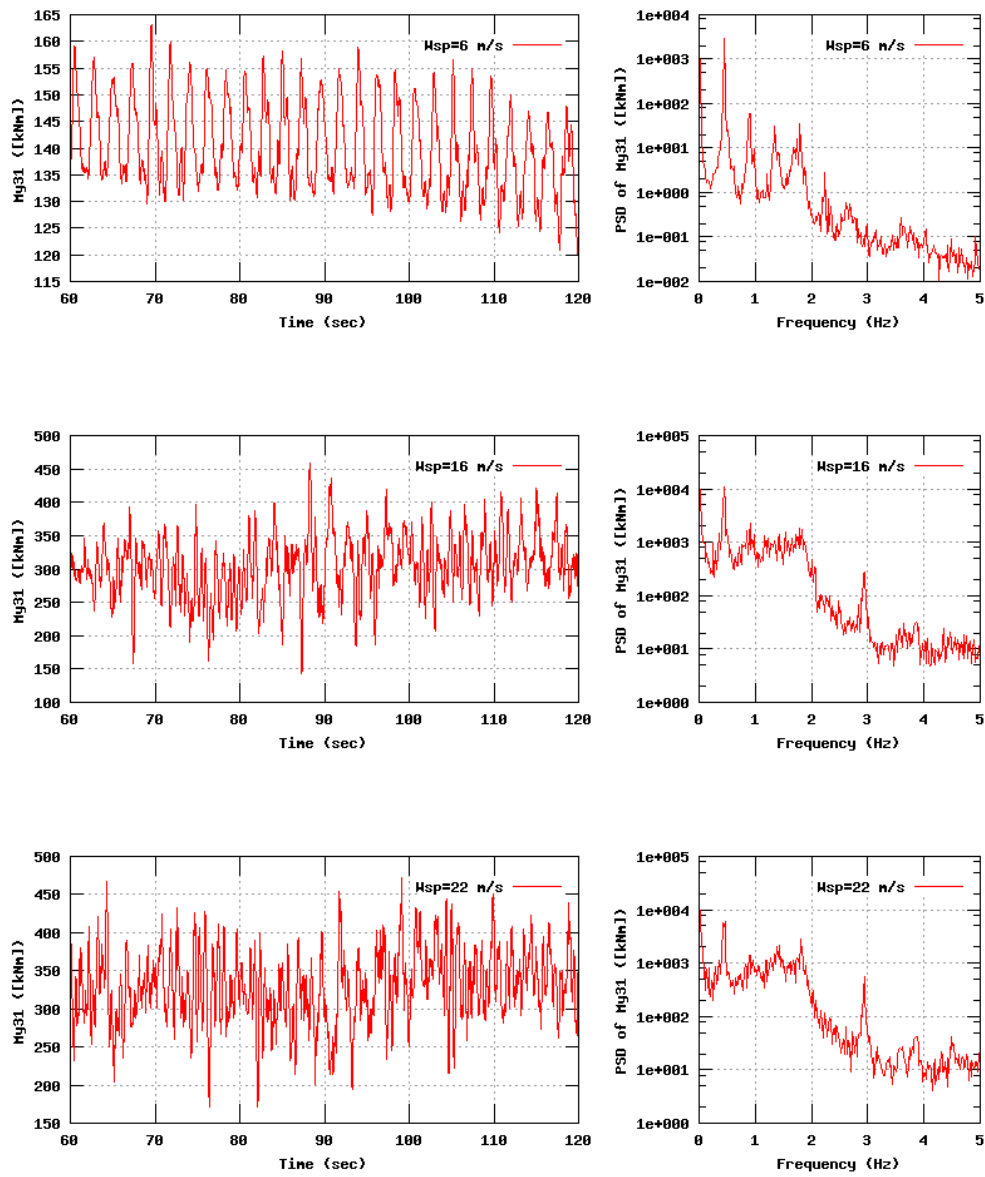 165
160
155
150
145
140
135
130
125
120
115
My31 ([kNm])
Wsp=6 m/s
60 70 80 90 100 110 120
Time (sec)
1e+004
1e+003
1e+002
1e+001
1e+000
1e-001
1e-002
PSD of My31 ([kNm])
Wsp=6 m/s
0 1 2 3 4 5
Frequency (Hz)
500
450
400
350
300
250
200
150
100
My31 ([kNm])
Wsp=16 m/s
60 70 80 90 100 110 120
Time (sec)
1e+005
1e+004
1e+003
1e+002
1e+001
1e+000
PSD of My31 ([kNm])
Wsp=16 m/s
0 1 2 3 4 5
Frequency (Hz)
500
450
400
350
300
250
200
150
My31 ([kNm])
Wsp=22 m/s
60 70 80 90 100 110 120
Time (sec)
1e+005
1e+004
1e+003
1e+002
1e+001
1e+000
PSD of My31 ([kNm])
Wsp=22 m/s
0 1 2 3 4 5
Frequency (Hz)